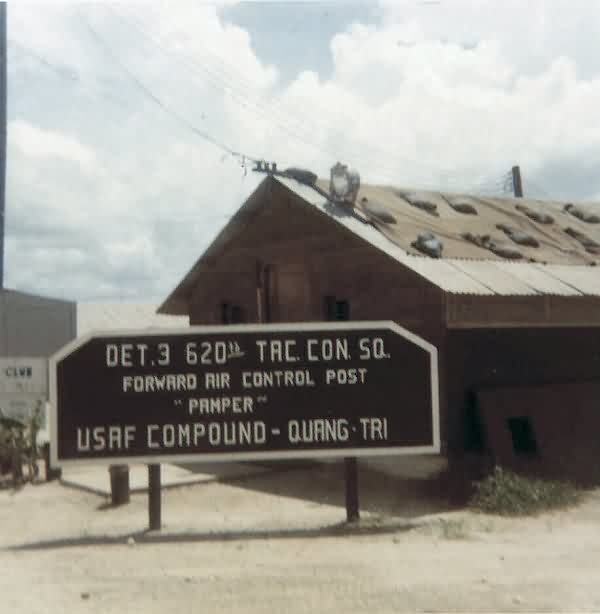 DET. 3 620th TAC. CON. SQ.
FORWARD AIR CONTROL POST
"PAMPER"
USAF COMPOUND - QUANG - TRI
CLUB